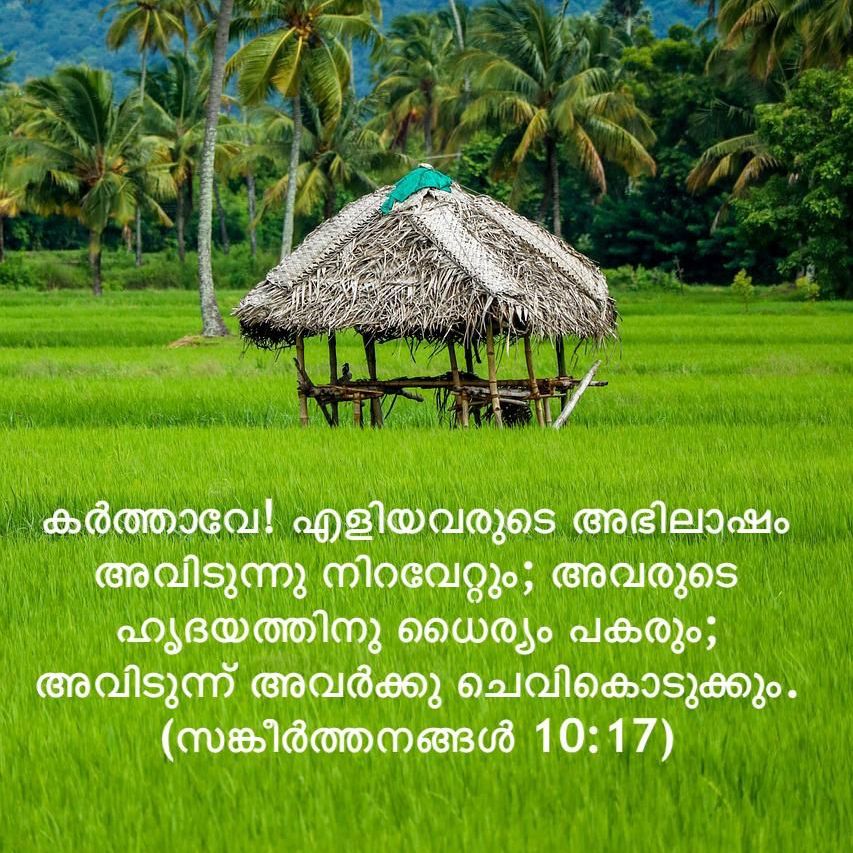 കർത്താവേ! എളിയവരുടെ അഭിലാഷം
അവിടുന്നു നിറവേറ്റും; അവരുടെ
ഹൃദയത്തിനു ധൈര്യം പകരും;
അവിടുന്ന് അവർക്കു ചെവികൊടുക്കും.
(സങ്കീർത്തനങ്ങൾ 10:17)